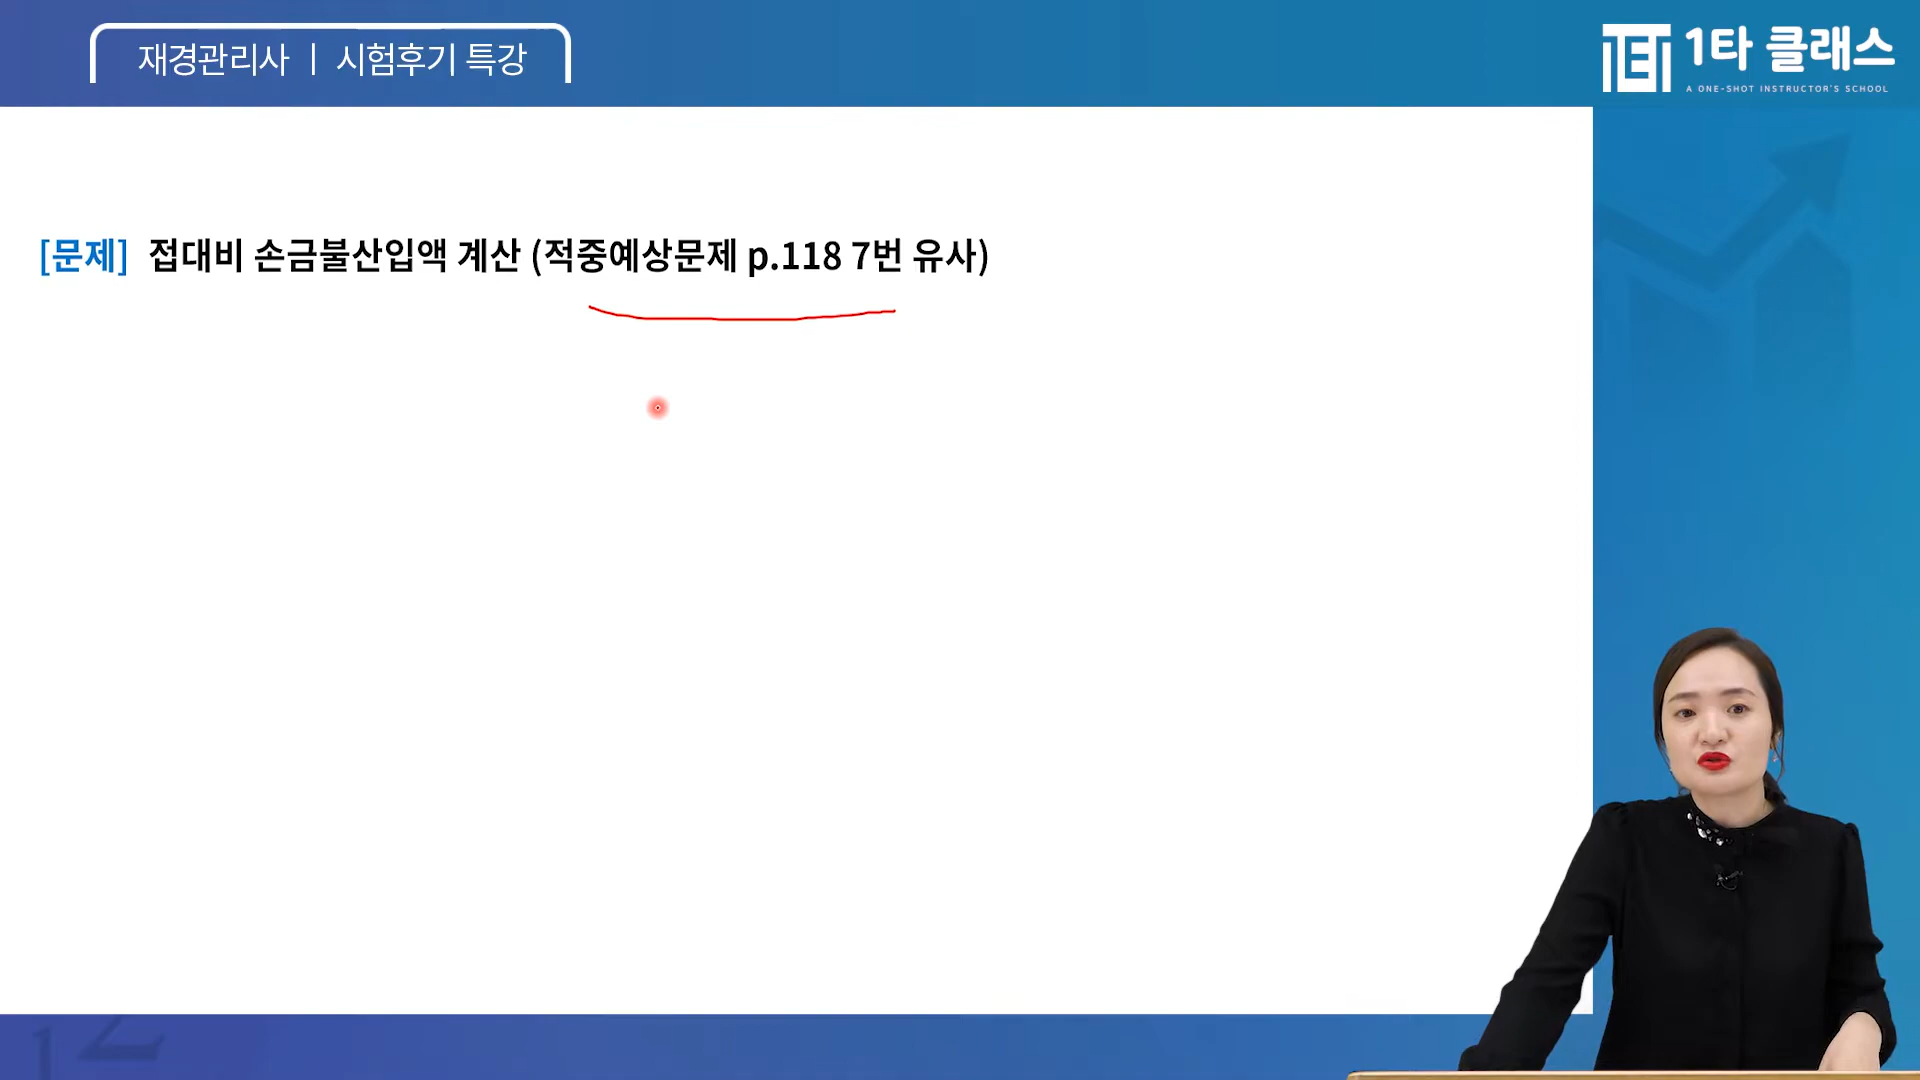 재경관리사 ㅣ 시험후기 특강
1타 클래스
A ONE-SHOT INSTRUCTOR'S SCHOOL
[문제] 접대비 손금불산입액 계산 (적중예상문제 p.118 7번 유사)
12